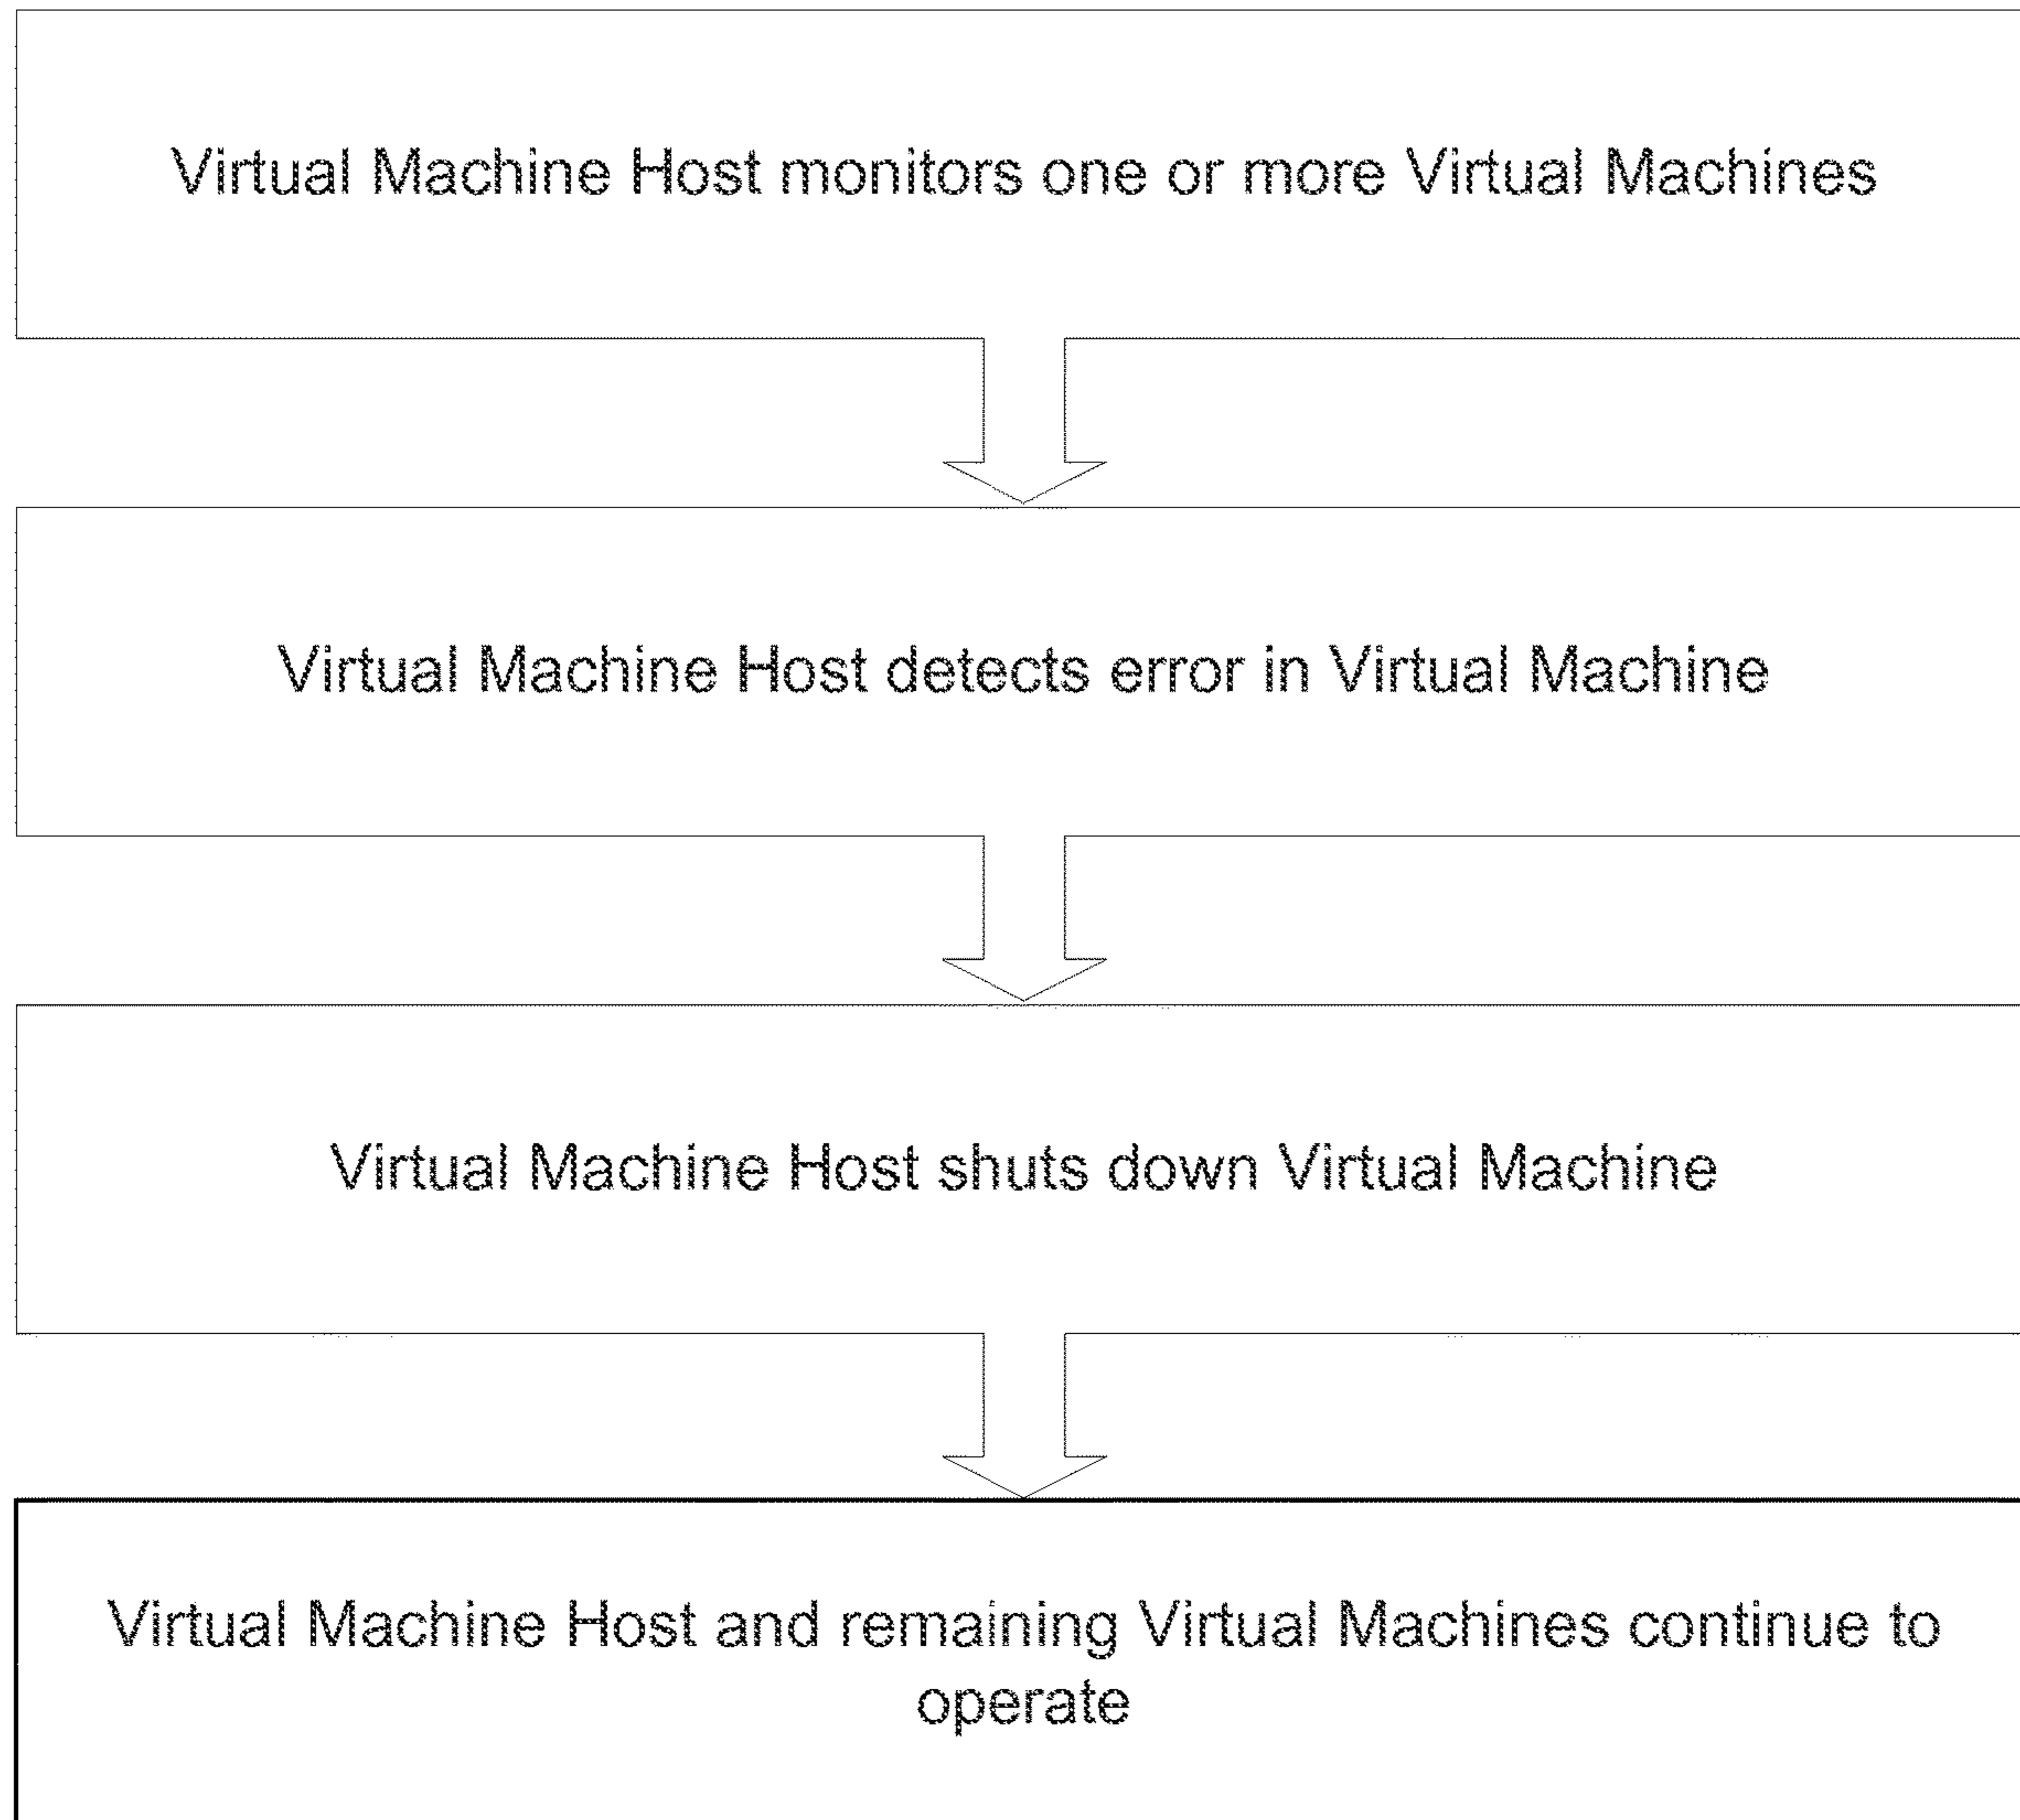 Virtual Machine Host monitors one or more Virtual Machines
Virtual Machine Host detects error in Virtual Machine
Virtual Machine Host shuts down Virtual Machine
Virtual Machine Host and remaining Virtual Machines continue to
operate